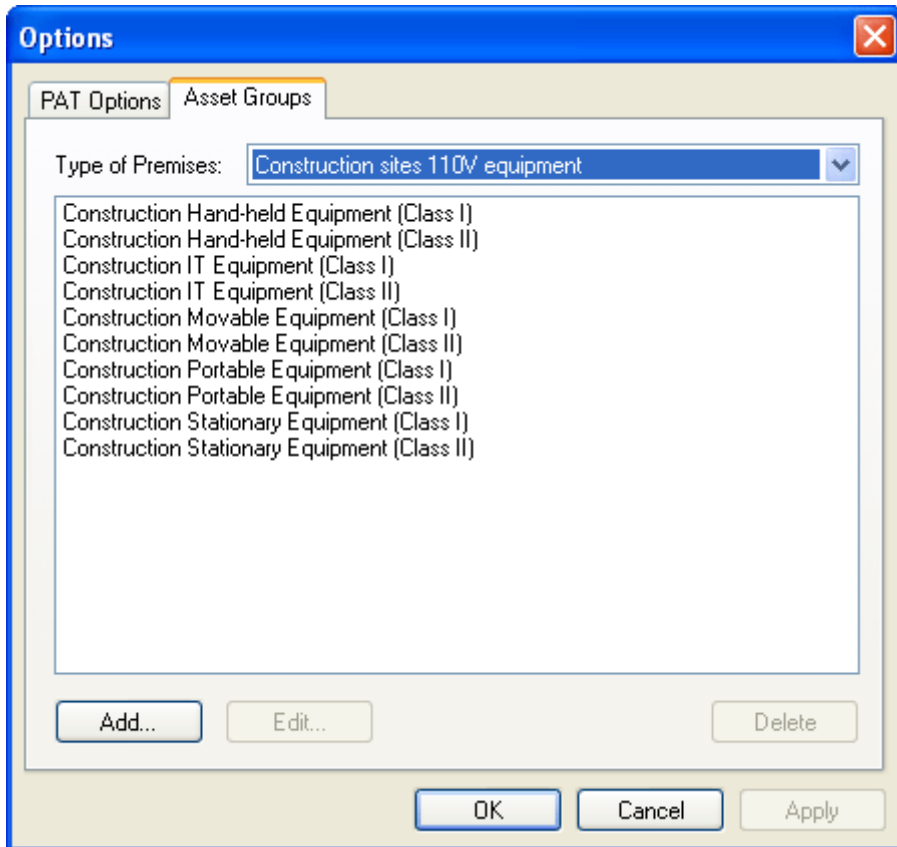 Options
PAT Options Asset Groups
Type of Premises: Construction sites 110V equipment
Construction Hand-held Equipment (Class I)
Construction Hand-held Equipment (Class II)
Construction IT Equipment (Class I)
Construction IT Equipment (Class II)
Construction Movable Equipment (Class I)
Construction Movable Equipment (Class II)
Construction Portable Equipment (Class I)
Construction Portable Equipment (Class II)
Construction Stationary Equipment (Class I)
Construction Stationary Equipment (Class II)
Add... Edit... Delete
OK Cancel Apply